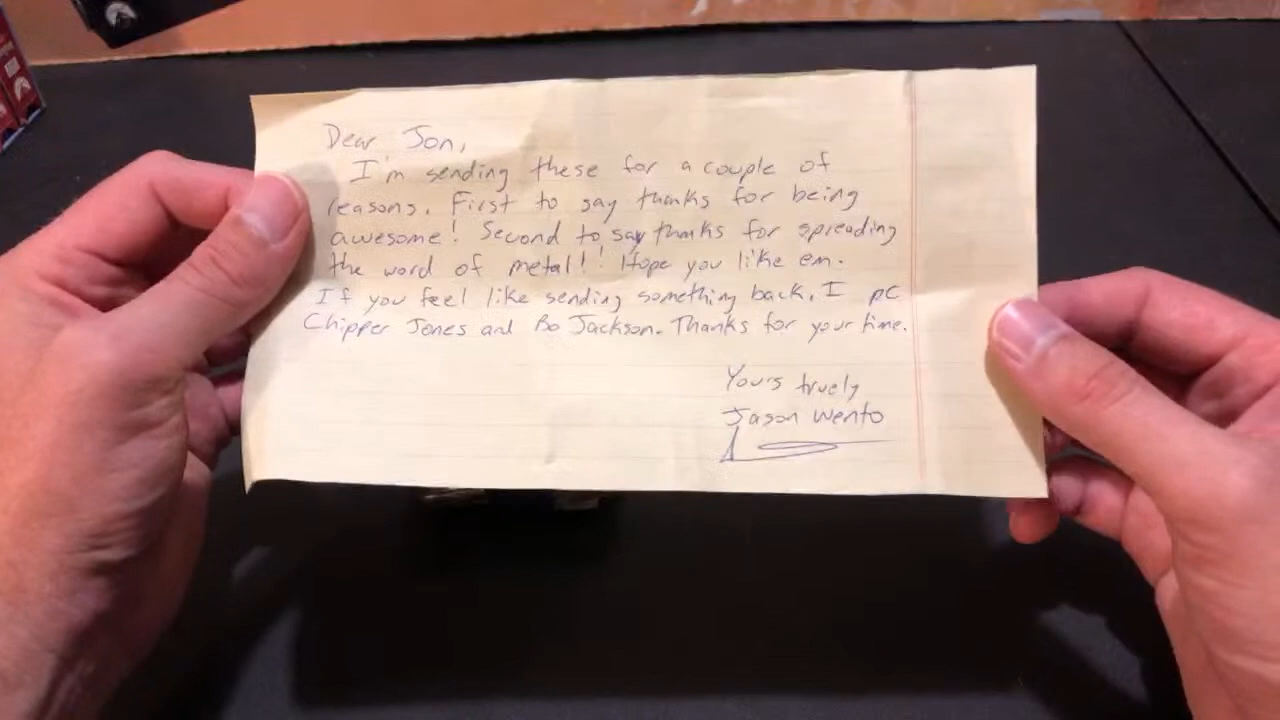 Dear Jon,
I'm sending these for a couple of
reasons. First to say thanks for being
awesome! Second to say thanks for spreading
the word of metal!! Hope you like em.
If you feel like sending something back, I PC
Chipper Jones and Bo Jackson. Thanks for your time.
Yours truely
Jason Wento